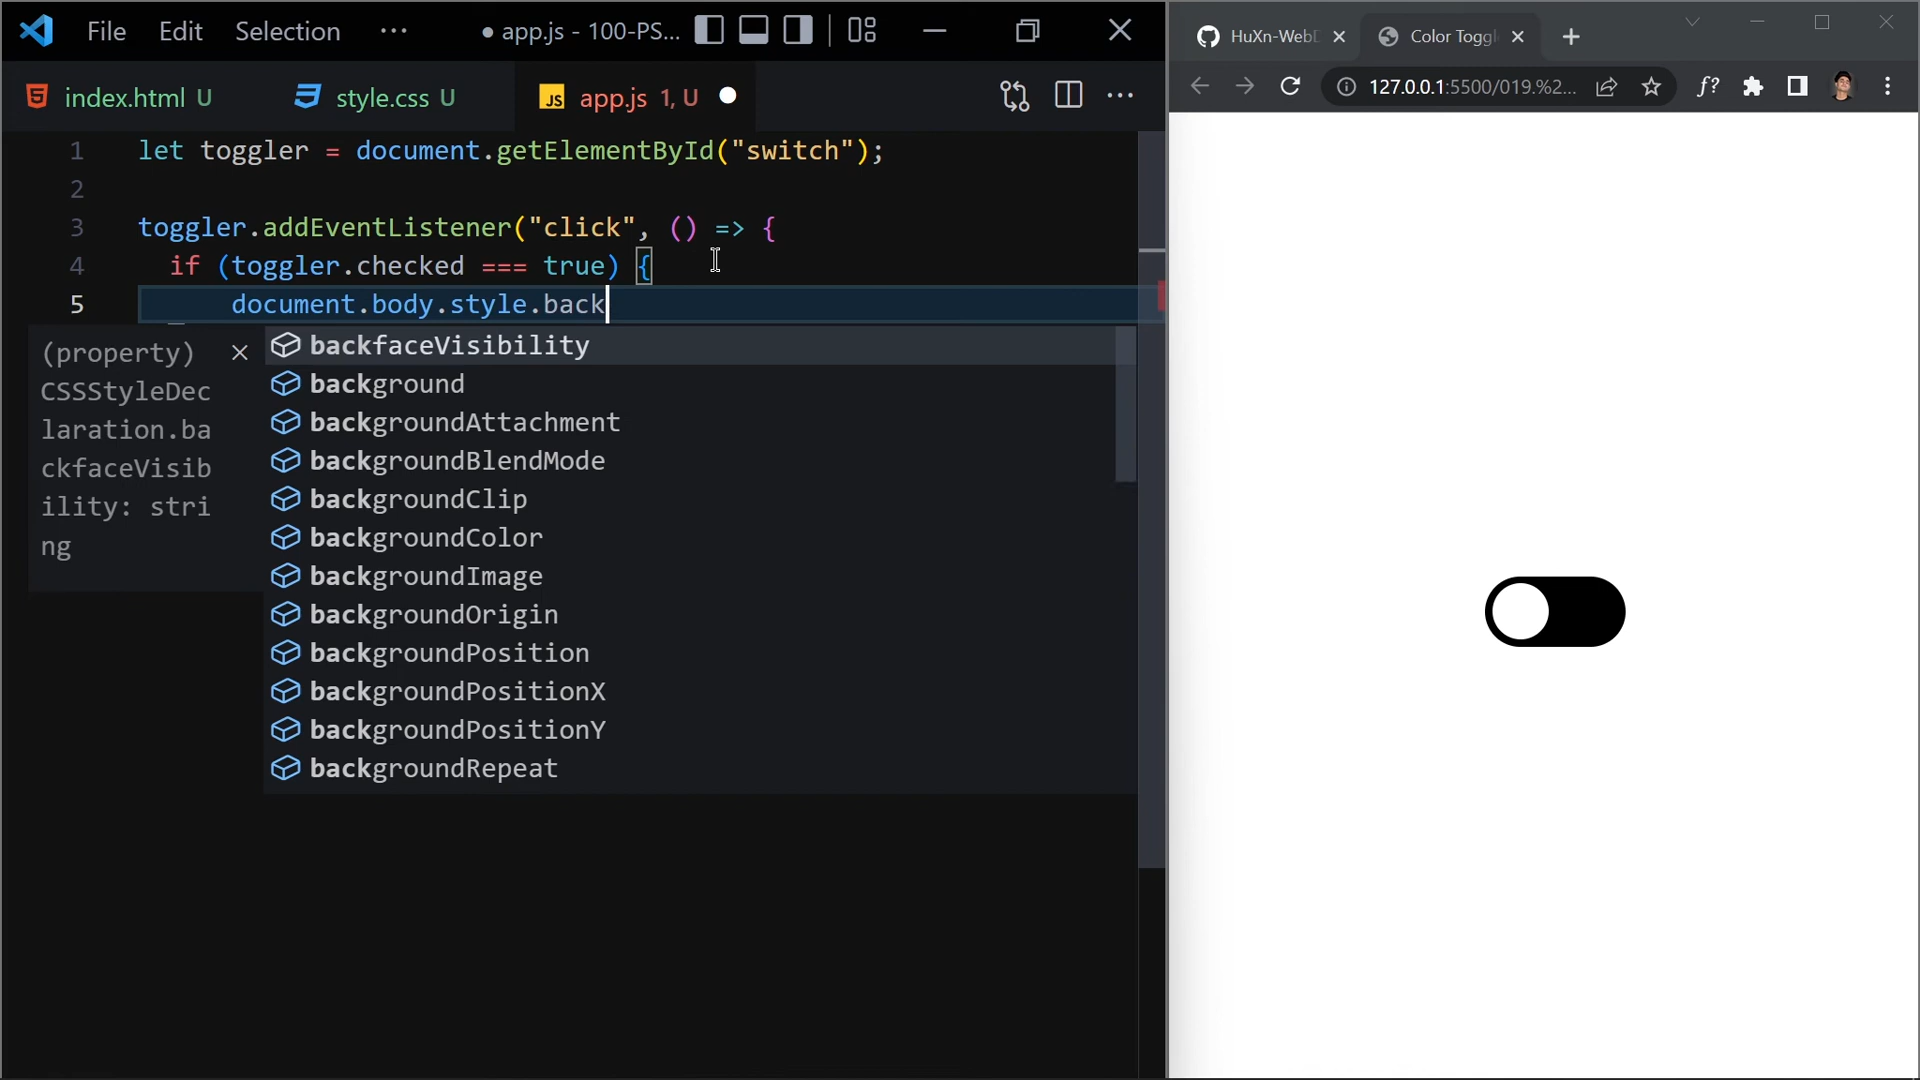 File Edit Selection ··· ● app.js - 100-PS...
index.html U style.css U JS app.js 1, U
1 let toggler = document.getElementById("switch");
2
3 toggler.addEventListener("click", () => {
4 if (toggler.checked === true) {
5 document.body.style.back
(property)
CSSStyleDec
laration.ba
ckfaceVisib
ility: stri
ng
backfaceVisibility
background
backgroundAttachment
backgroundBlendMode
backgroundClip
backgroundColor
backgroundImage
backgroundOrigin
backgroundPosition
backgroundPositionX
backgroundPositionY
backgroundRepeat
HuXn-WebD Color Toggl
127.0.0.1:5500/019.%2... f?